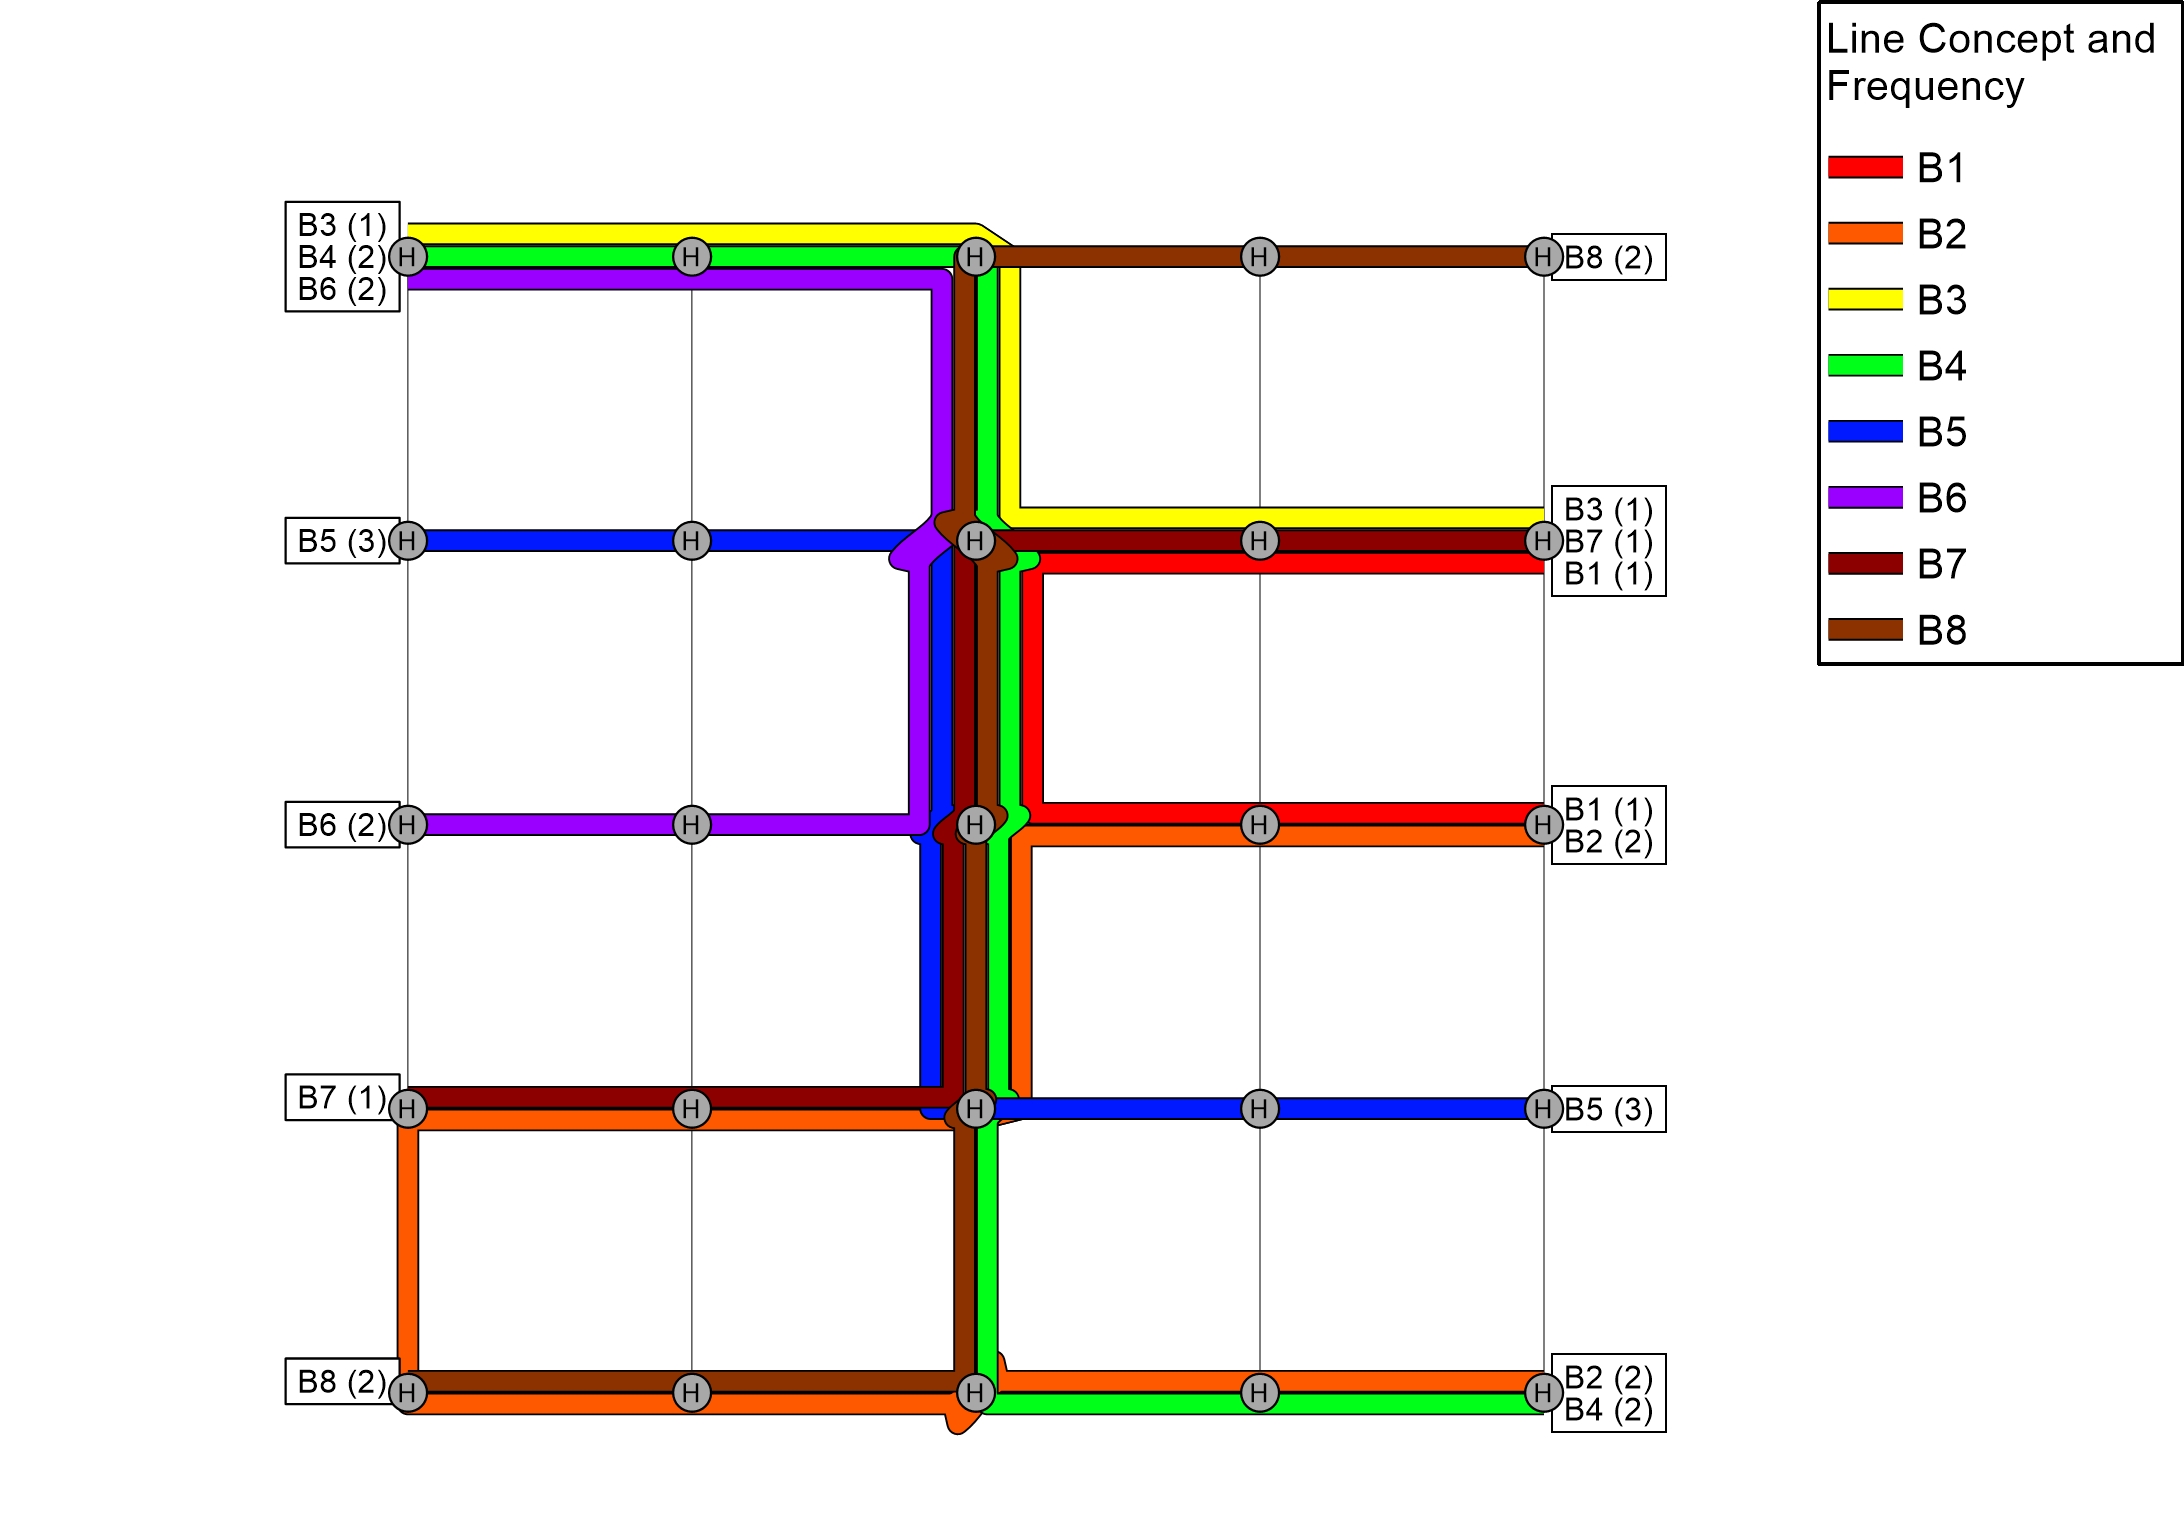 Line Concept and
Frequency
B1
B2
B3
B4
B5
B6
B7
B8
B3 (1)
B4 (2)
B6 (2)
H
H
H
H
H
B8 (2)
B5 (3)
H
H
H
H
H
B3 (1)
B7 (1)
B1 (1)
B6 (2)
H
H
H
H
H
B1 (1)
B2 (2)
B7 (1)
H
H
H
H
H
B5 (3)
B8 (2)
H
H
H
H
H
B2 (2)
B4 (2)